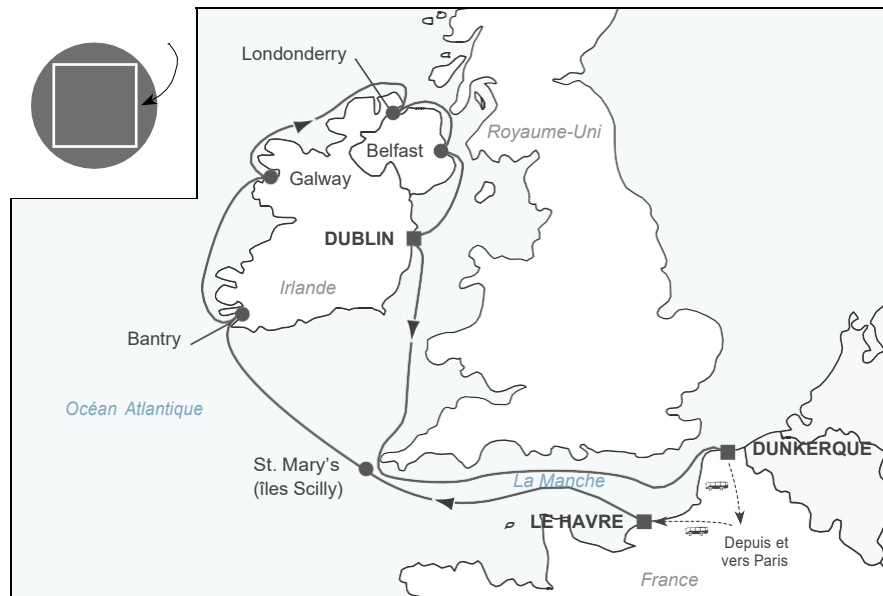 Londonderry
Royaume-Uni
Belfast
Galway
DUBLIN
Irlande
Bantry
Océan Atlantique
St. Mary's
(îles Scilly)
La Manche
DUNKERQUE
LE HAVRE
Depuis et
vers Paris
France